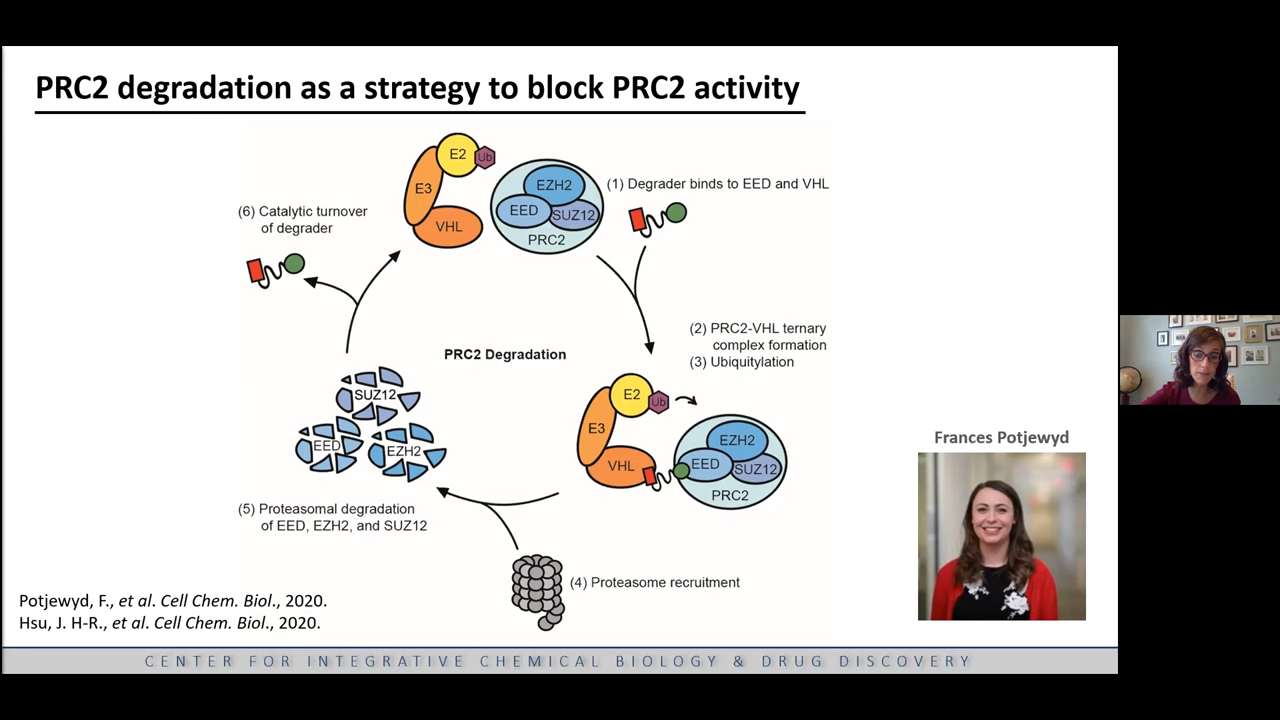 PRC2 degradation as a strategy to block PRC2 activity
E2
Ub
E3
VHL
EZH2
EED
SUZ12
PRC2
(1) Degrader binds to EED and VHL
(6) Catalytic turnover
of degrader
(2) PRC2-VHL ternary
complex formation
(3) Ubiquitylation
PRC2 Degradation
SUZ12
EED
EZH2
E2
Ub
E3
VHL
EZH2
EED
SUZ12
PRC2
(5) Proteasomal degradation
of EED, EZH2, and SUZ12
(4) Proteasome recruitment
Frances Potjewyd
Potjewyd, F., et al. Cell Chem. Biol., 2020.
Hsu, J. H-R., et al. Cell Chem. Biol., 2020.
CENTER FOR INTEGRATIVE CHEMICAL BIOLOGY & DRUG DISCOVERY